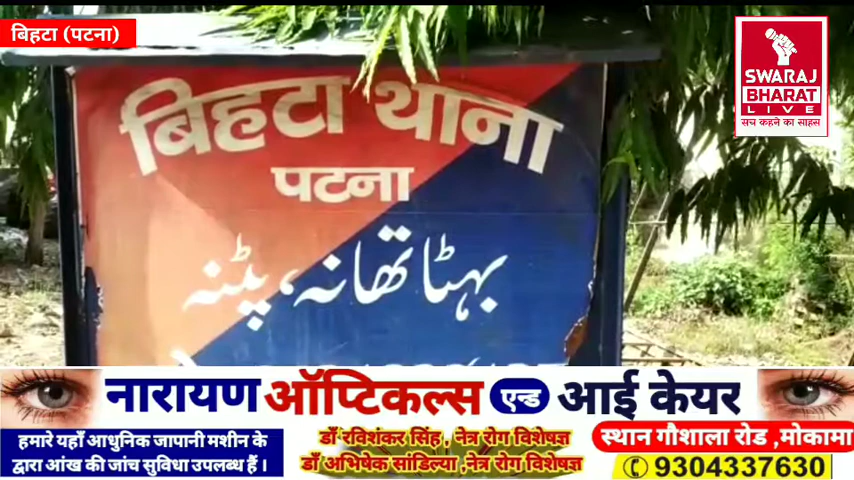 बिहटा (पटना)
SWARAJ
BHARAT
LIVE
सच कहने का साहस
बिहटा थाना
पटना
بہٹا تھانہ، پٹنہ
नारायण ऑप्टिकल्स एन्ड आई केयर
हमारे यहाँ आधुनिक जापानी मशीन के
द्वारा आंख की जांच सुविधा उपलब्ध हैं ।
डॉ रविशंकर सिंह , नेत्र रोग विशेषज्ञ
डॉ अभिषेक सांडिल्या ,नेत्र रोग विशेषज्ञ
स्थान गौशाला रोड , मोकामा
9304337630